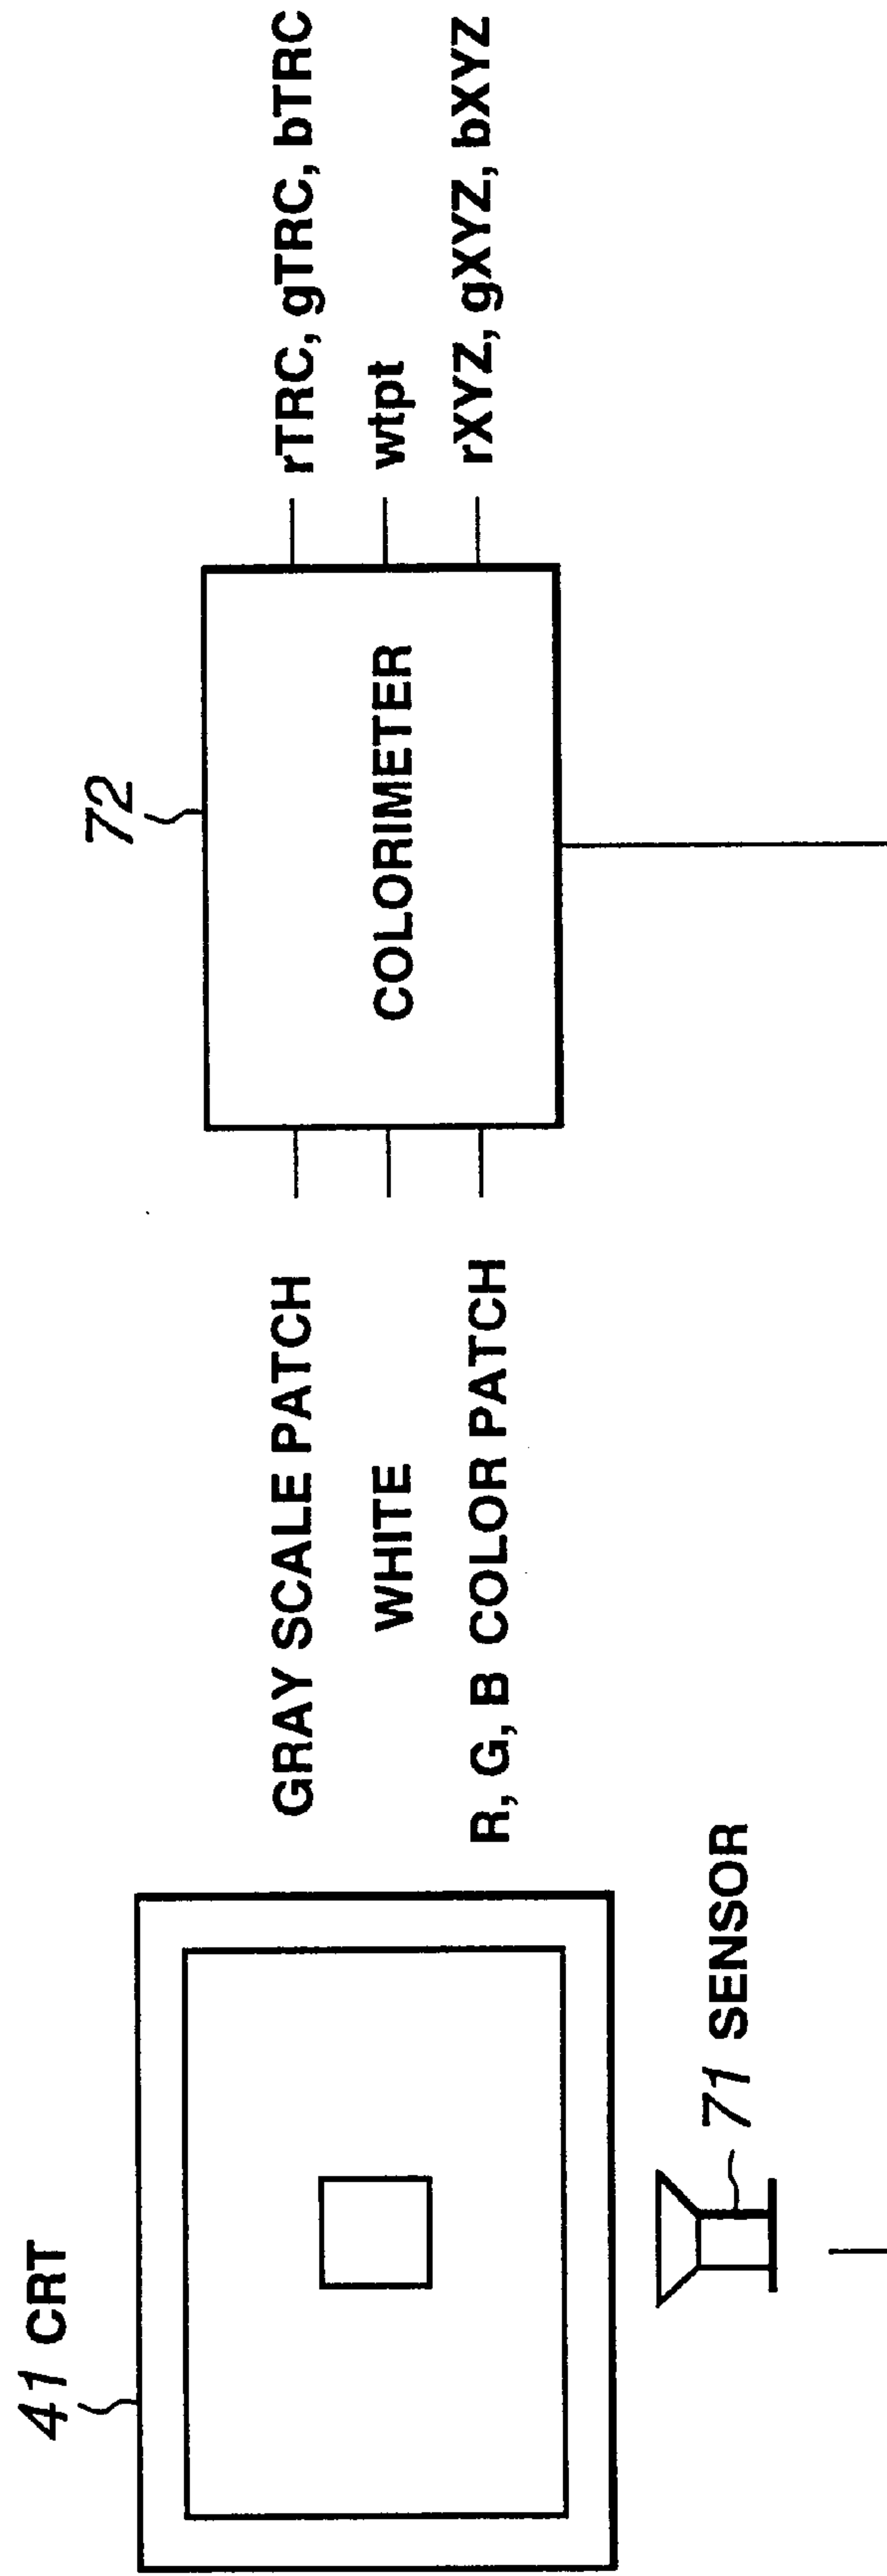 41 CRT
71 SENSOR
GRAY SCALE PATCH
WHITE
R, G, B COLOR PATCH
72
COLORIMETER
rTRC, gTRC, bTRC
wtpt
rXYZ, gXYZ, bXYZ